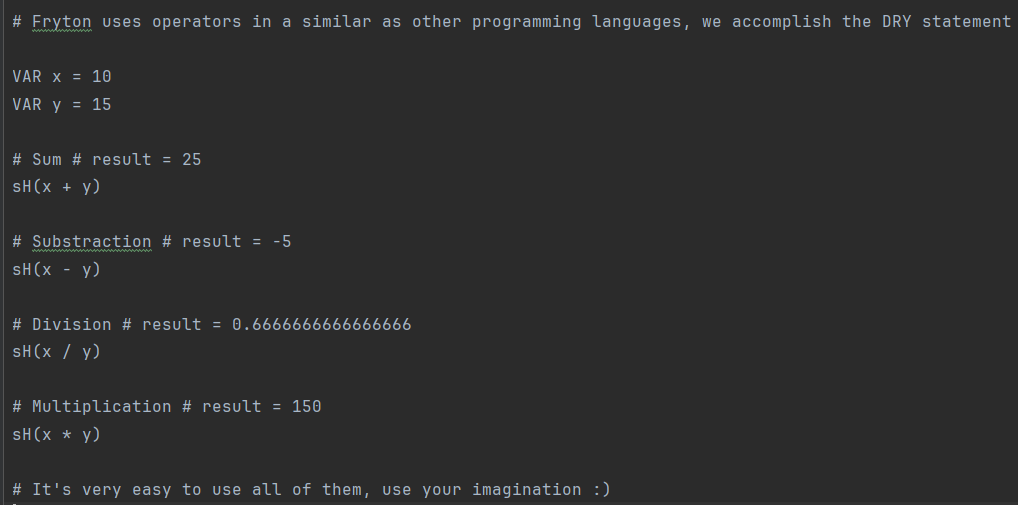 # Fryton uses operators in a similar as other programming languages, we accomplish the DRY statement
VAR x = 10
VAR y = 15
# Sum # result = 25
sH(x + y)
# Substraction # result = -5
sH(x - y)
# Division # result = 0.6666666666666666
sH(x / y)
# Multiplication # result = 150
sH(x * y)
# It's very easy to use all of them, use your imagination :)